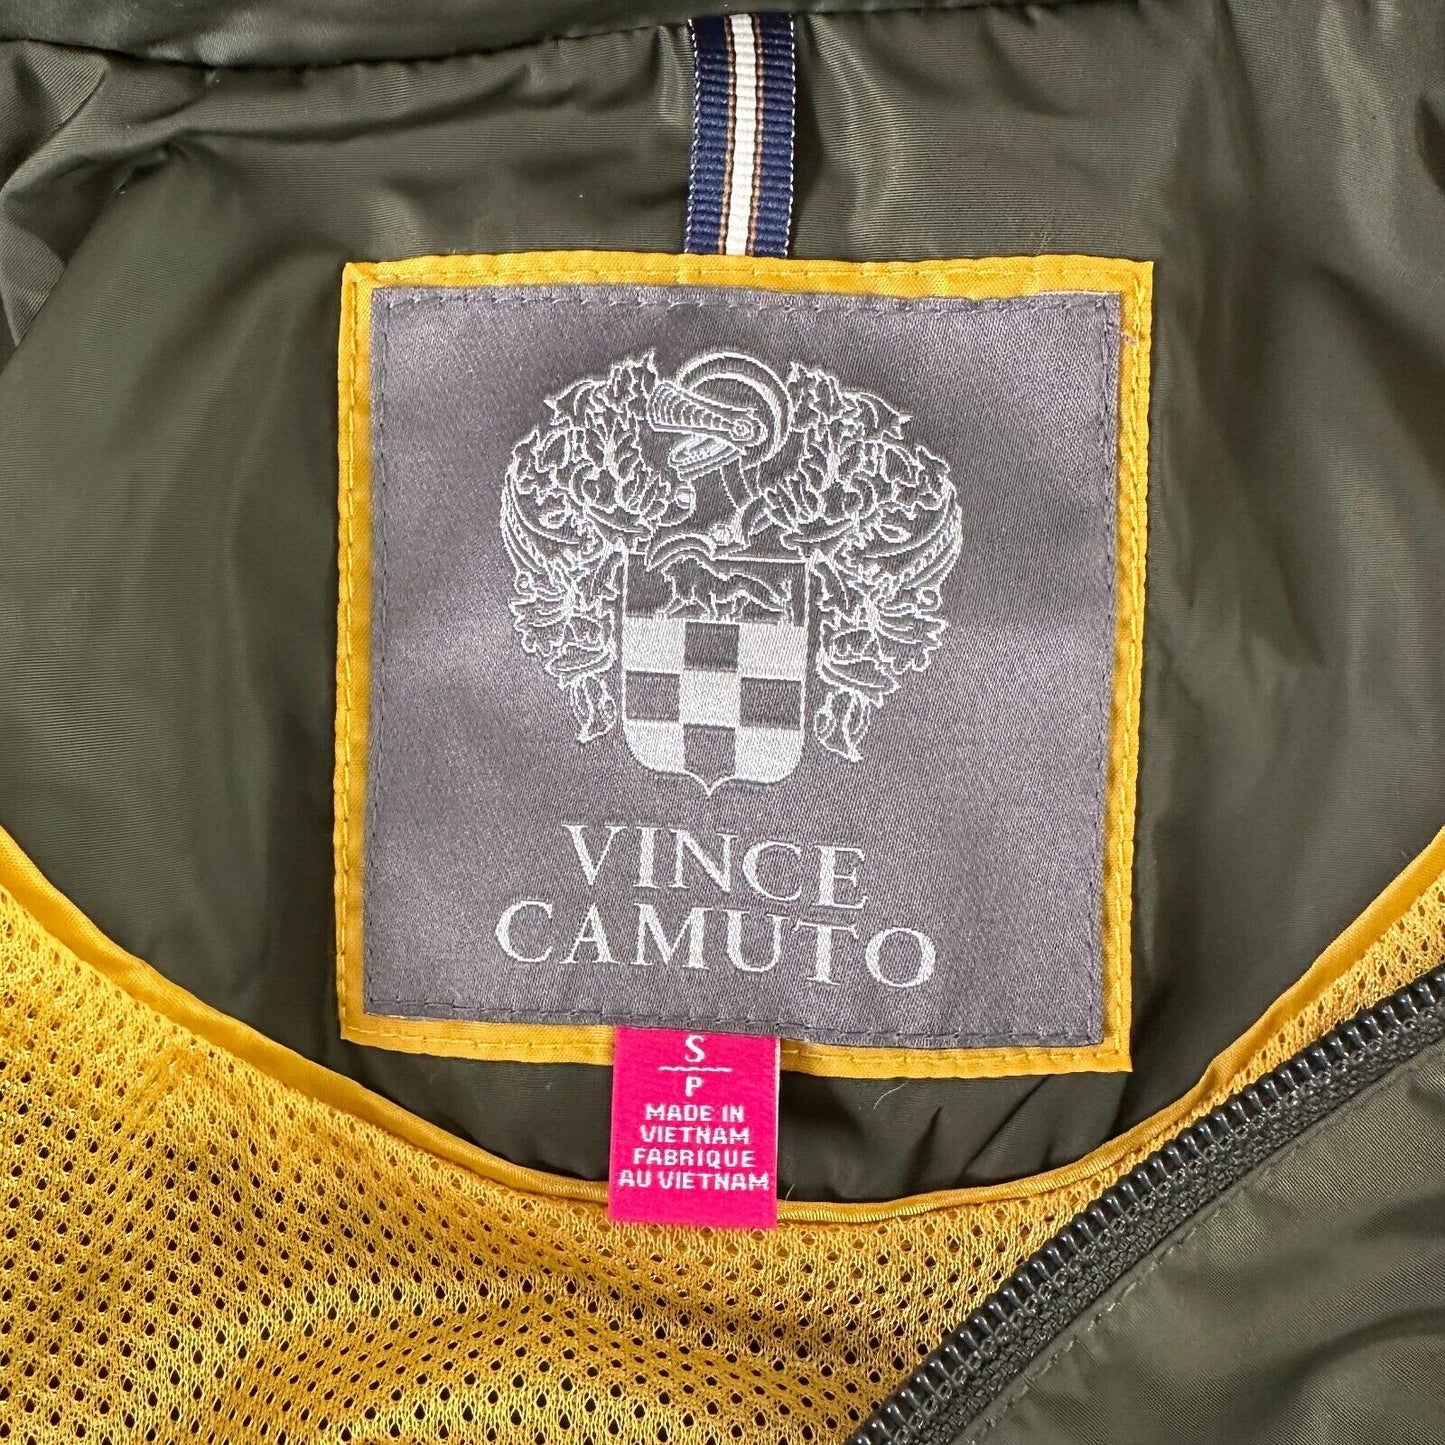 VINCE
CAMUTO
S
P
MADE IN
VIETNAM
FABRIQUE
AU VIETNAM